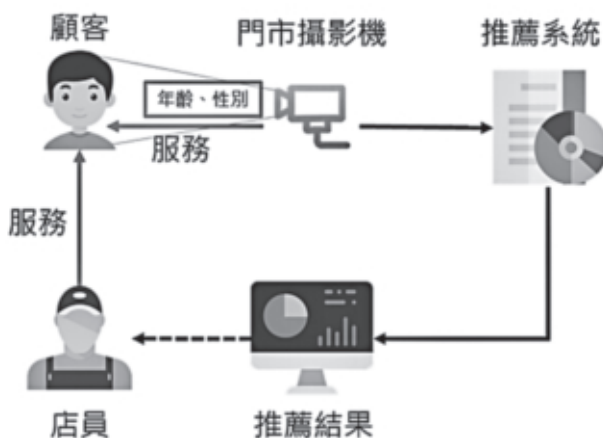 顧客
門市攝影機
推薦系統
年齡、性別
服務
服務
店員
推薦結果